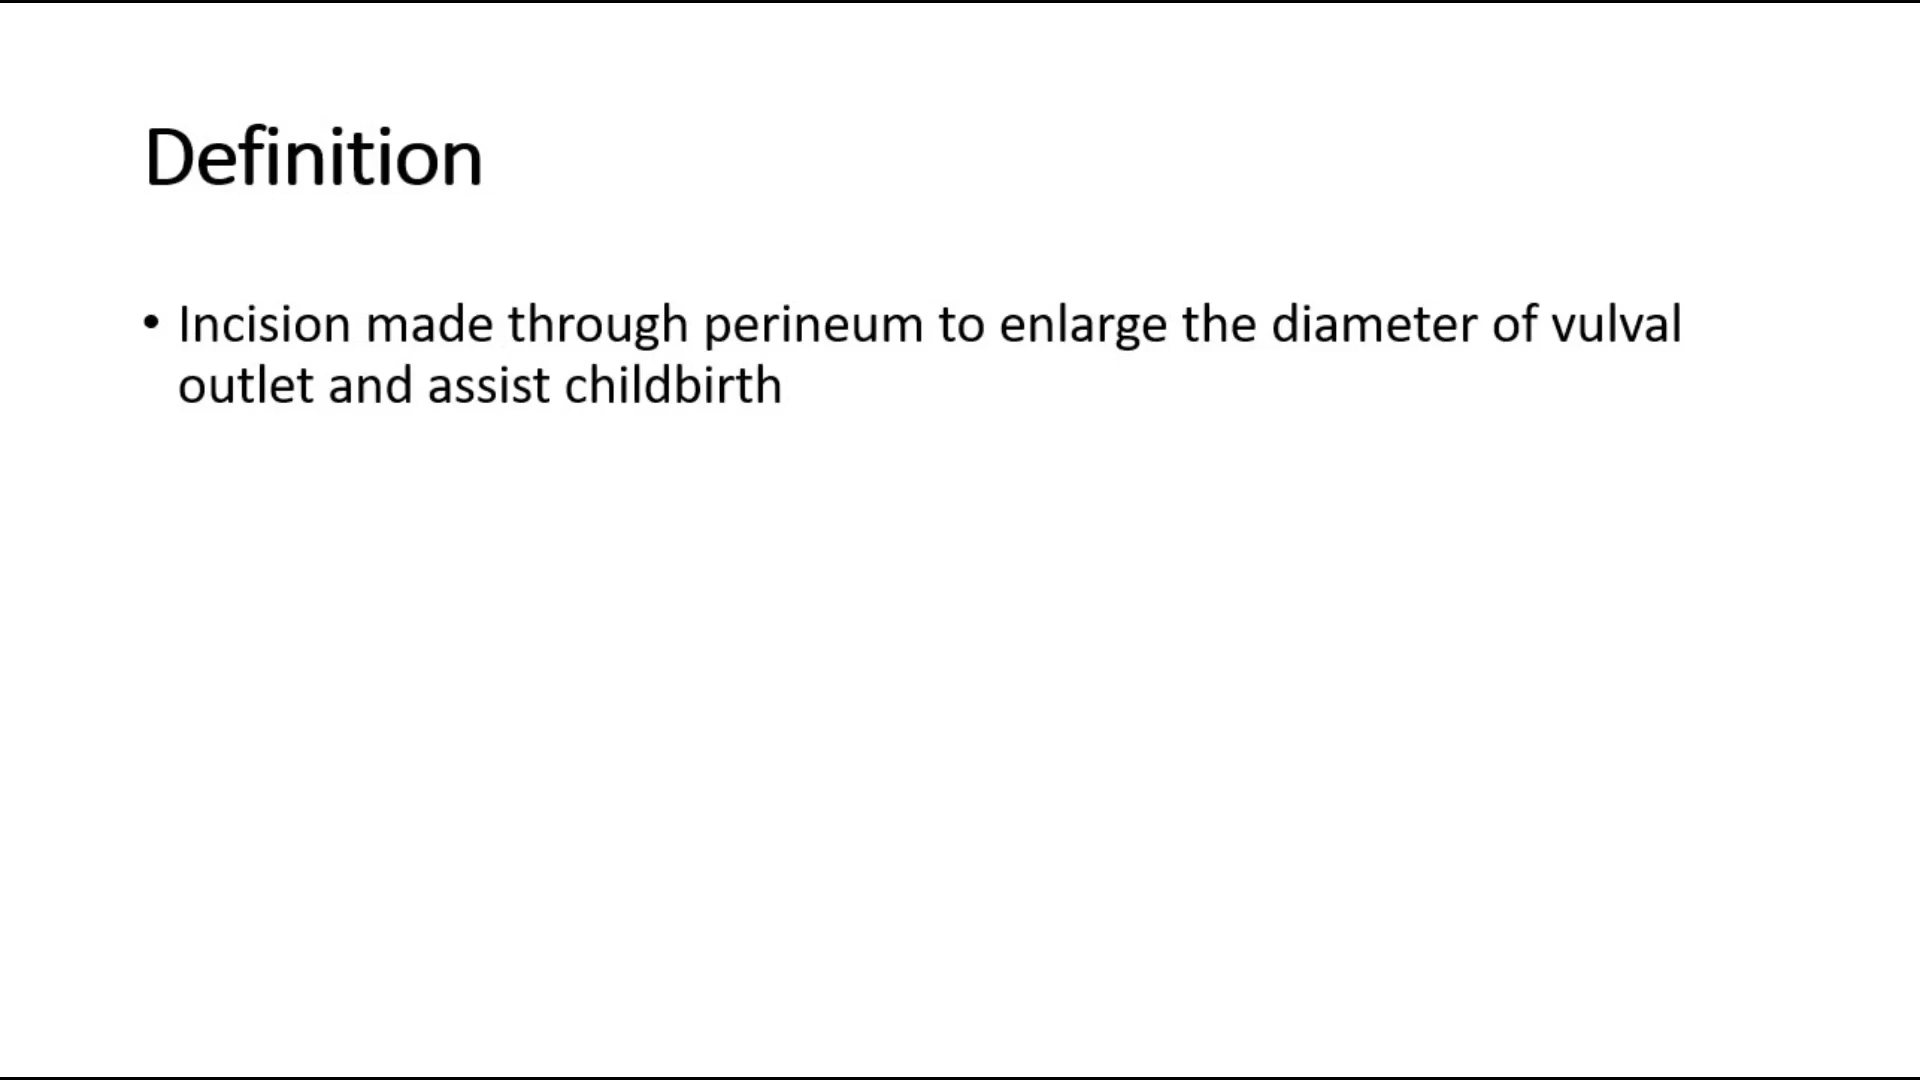 Definition
• Incision made through perineum to enlarge the diameter of vulval
outlet and assist childbirth